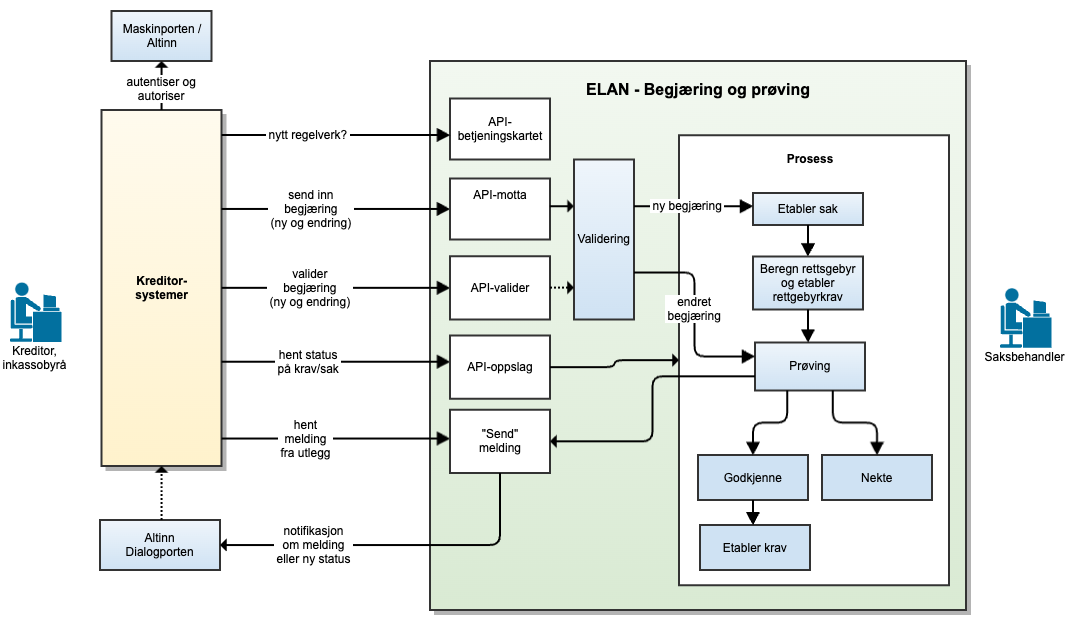 Maskinporten /
Altinn
autentiser og
autoriser
ELAN - Begjæring og prøving
Kreditor-
systemer
nytt regelverk?
API-
betjeningskartet
send inn
begjæring
(ny og endring)
API-motta
valider
begjæring
(ny og endring)
API-valider
Validering
hent status
på krav/sak
API-oppslag
hent
melding
fra utlegg
"Send"
melding
notifikasjon
om melding
eller ny status
Altinn
Dialogporten
Kreditor,
inkassobyrå
Prosess
ny begjæring
Etabler sak
Beregn rettsgebyr
og etabler
rettgebyrkrav
endret
begjæring
Prøving
Godkjenne
Nekte
Etabler krav
Saksbehandler